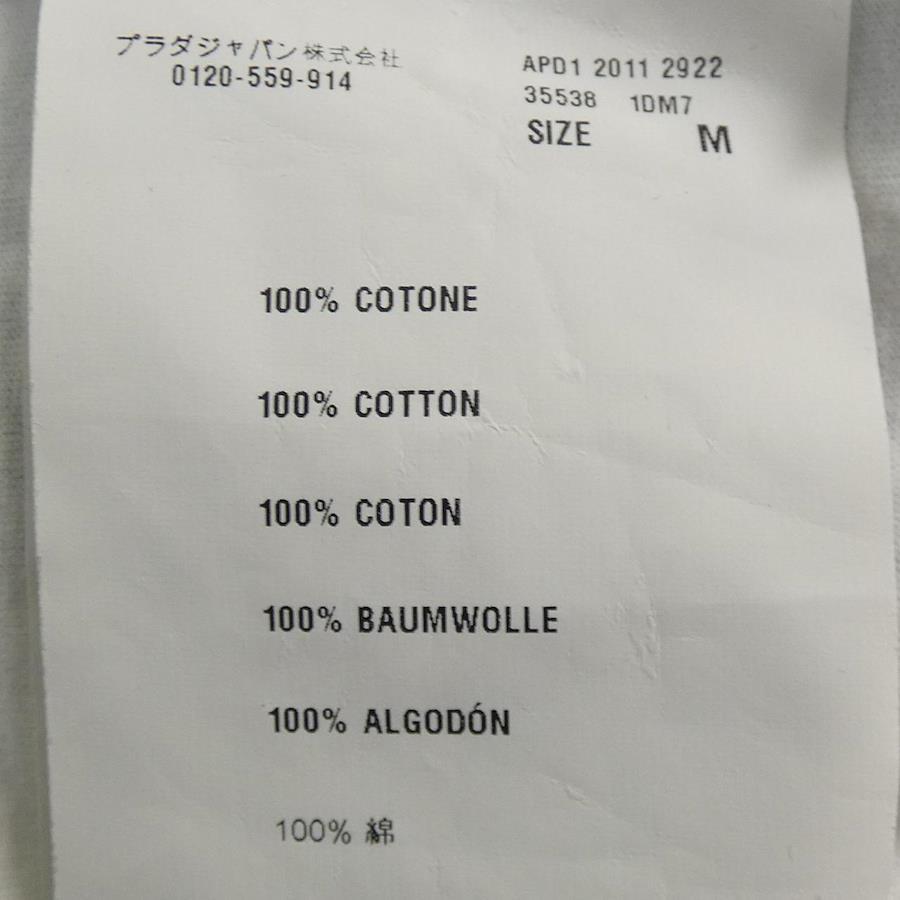 プラダジャパン株式会社
0120-559-914
APD1 2011 2922
35538 1DM7
SIZE M
100% COTONE
100% COTTON
100% COTON
100% BAUMWOLLE
100% ALGODÓN
100% 綿